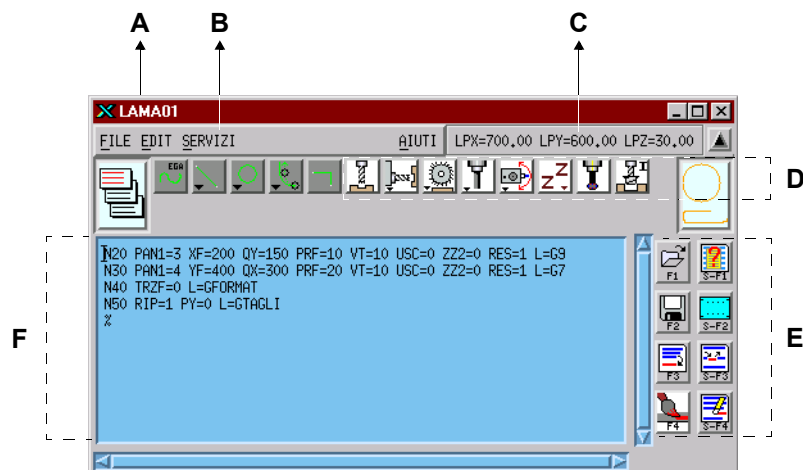 A B C
LAMA01
FILE EDIT SERVIZI AIUTI LPX=700.00 LPY=600.00 LPZ=30.00
EGA
D
N20 PAN1=3 XF=200 QY=150 PRF=10 VT=10 USC=0 ZZ2=0 RES=1 L=G9
N30 PAN1=4 YF=400 QX=300 PRF=20 VT=10 USC=0 ZZ2=0 RES=1 L=G7
N40 TRZF=0 L=GFORMAT
N50 RIP=1 PY=0 L=GTAGLI
%
F
E
F1 S-F1
F2 S-F2
F3 S-F3
F4 S-F4